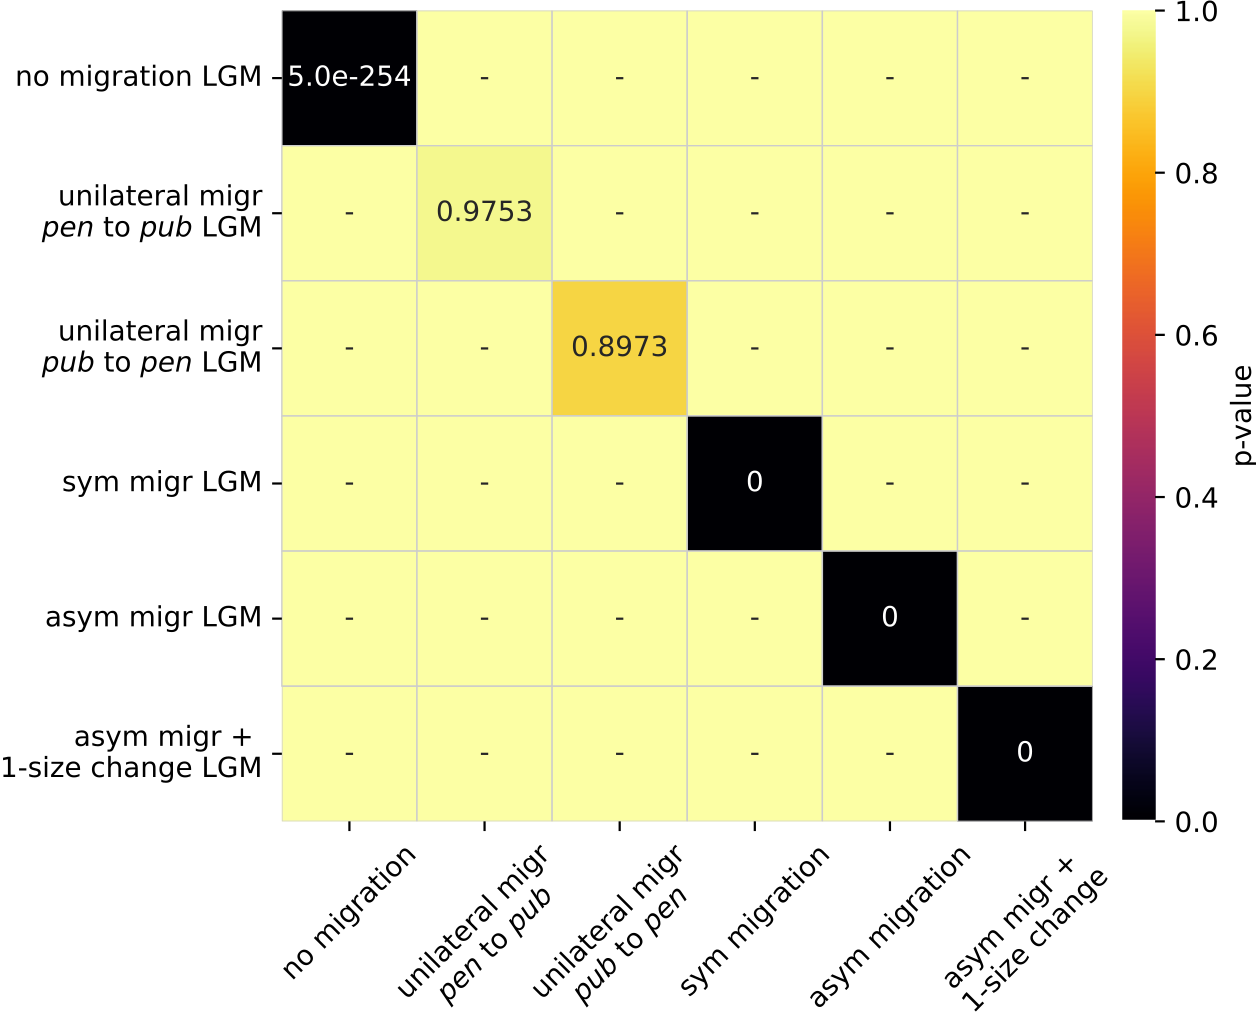 no migration LGM
5.0e-254 - - - - -
unilateral migr
pen to pub LGM
- 0.9753 - - - -
unilateral migr
pub to pen LGM
- - 0.8973 - - -
sym migr LGM
- - - 0 - -
asym migr LGM
- - - - 0 -
asym migr +
1-size change LGM
- - - - - 0
no migration
unilateral migr
pen to pub
unilateral migr
pub to pen
sym migration
asym migration
asym migr +
1-size change
1.0
0.8
0.6
0.4
0.2
0.0
p-value